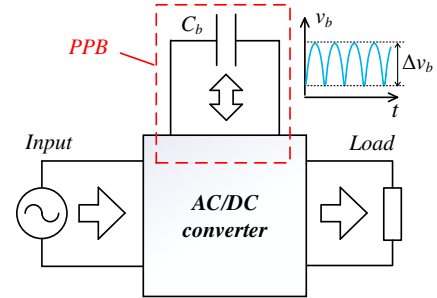 PPB
C_b
v_b
Δv_b
t
Input
Load
AC/DC
converter